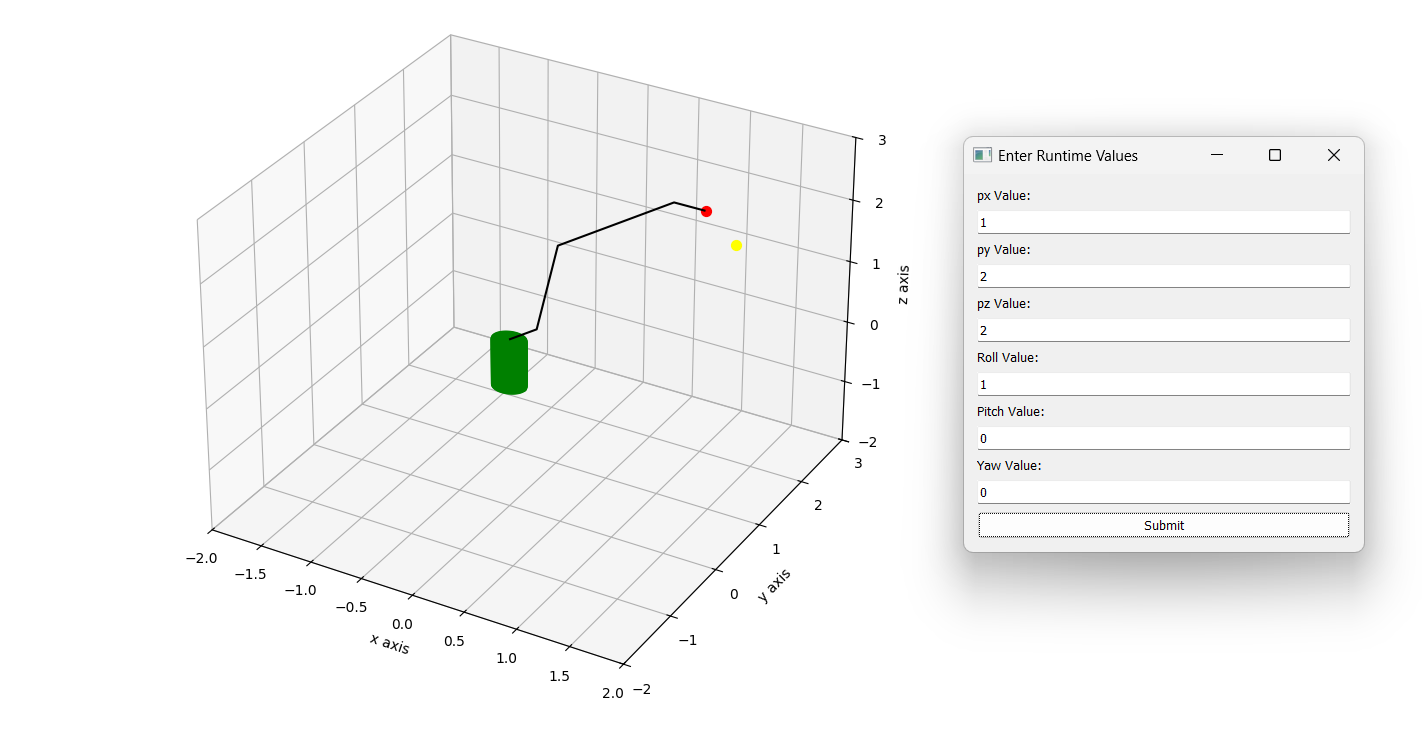 3
2
1
0
−1
−2
z axis
3
2
1
0
−1
−2
y axis
−2.0
−1.5
−1.0
−0.5
0.0
0.5
1.0
1.5
2.0
x axis
Enter Runtime Values
px Value:
1
py Value:
2
pz Value:
2
Roll Value:
1
Pitch Value:
0
Yaw Value:
0
Submit